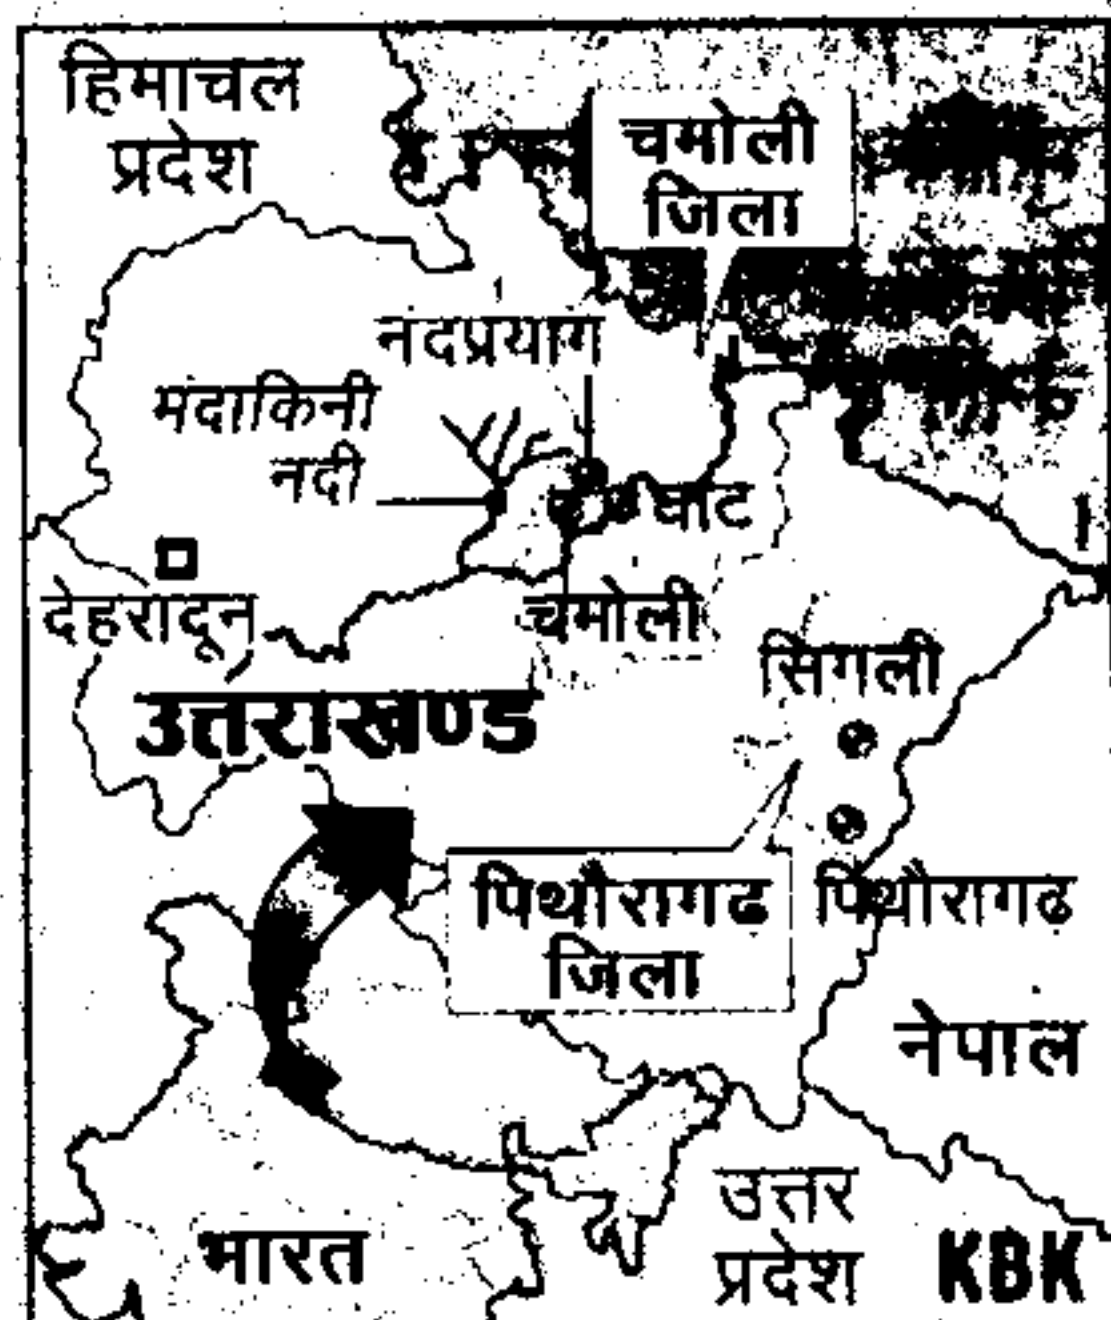 हिमाचल
प्रदेश
चमोली
जिला
नंदप्रयाग
मंदाकिनी
नदी
घाट
देहरादून
चमोली
सिंगली
उत्तराखण्ड
पिथौरागढ़
जिला
पिथौरागढ़
नेपाल
उत्तर
प्रदेश
भारत
KBK